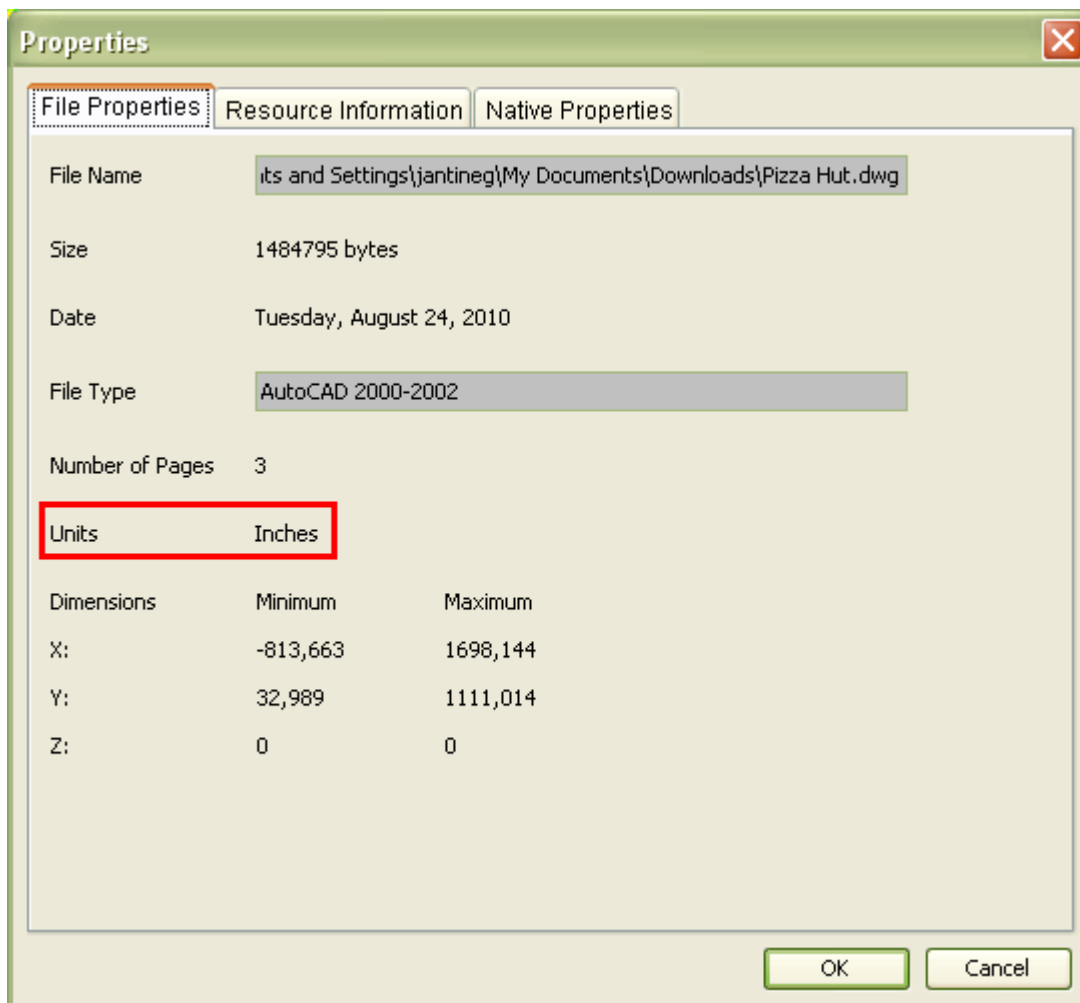 Properties
File Properties Resource Information Native Properties
File Name its and Settings\jantineg\My Documents\Downloads\Pizza Hut.dwg
Size 1484795 bytes
Date Tuesday, August 24, 2010
File Type AutoCAD 2000-2002
Number of Pages 3
Units Inches
Dimensions Minimum Maximum
X: -813,663 1698,144
Y: 32,989 1111,014
Z: 0 0
OK Cancel